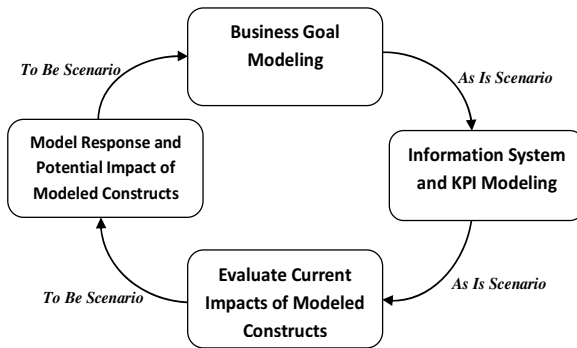 Business Goal
Modeling
To Be Scenario
As Is Scenario
Model Response and
Potential Impact of
Modeled Constructs
Information System
and KPI Modeling
Evaluate Current
Impacts of Modeled
Constructs
To Be Scenario
As Is Scenario